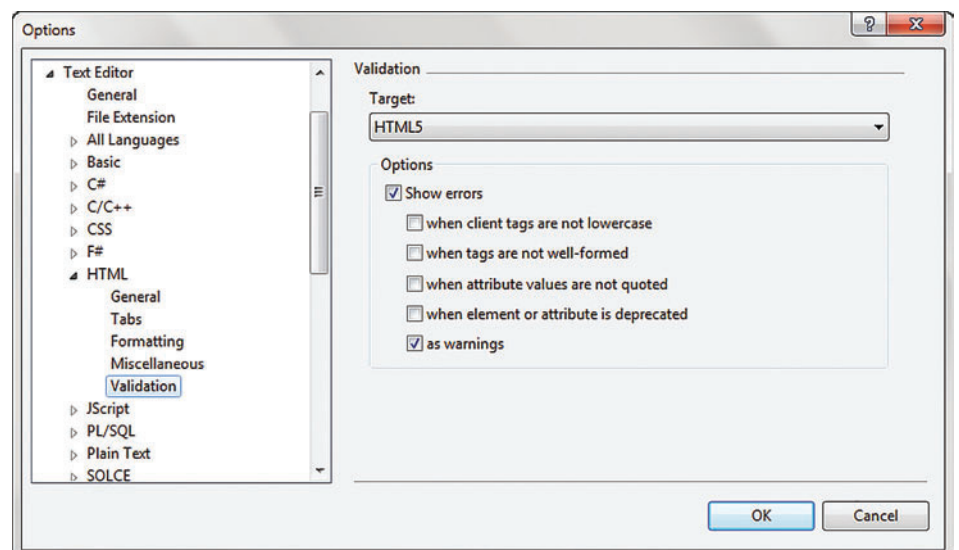 Options
Text Editor
General
File Extension
All Languages
Basic
C#
C/C++
CSS
F#
HTML
General
Tabs
Formatting
Miscellaneous
Validation
JScript
PL/SQL
Plain Text
SOLCE
Validation
Target:
HTML5
Options
Show errors
when client tags are not lowercase
when tags are not well-formed
when attribute values are not quoted
when element or attribute is deprecated
as warnings
OK
Cancel